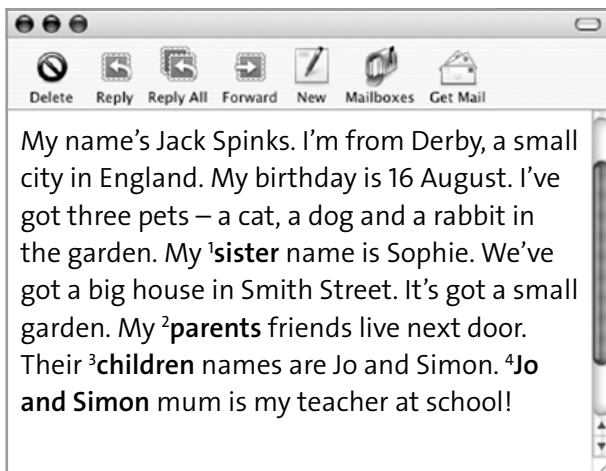 Delete Reply Reply All Forward New Mailboxes Get Mail
My name's Jack Spinks. I'm from Derby, a small
city in England. My birthday is 16 August. I've
got three pets – a cat, a dog and a rabbit in
the garden. My ¹sister name is Sophie. We've
got a big house in Smith Street. It's got a small
garden. My ²parents friends live next door.
Their ³children names are Jo and Simon. ⁴Jo
and Simon mum is my teacher at school!